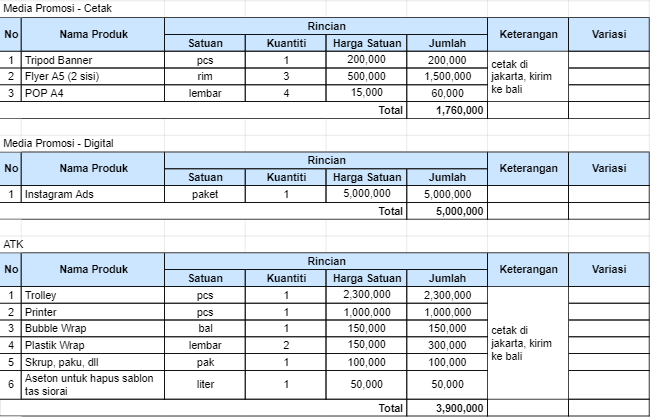 Media Promosi - Cetak
No Nama Produk Rincian Keterangan Variasi
Satuan Kuantiti Harga Satuan Jumlah
1 Tripod Banner pcs 1 200,000 200,000 cetak di
2 Flyer A5 (2 sisi) rim 3 500,000 1,500,000 jakarta, kirim
3 POP A4 lembar 4 15,000 60,000 ke bali
Total 1,760,000
Media Promosi - Digital
No Nama Produk Rincian Keterangan Variasi
Satuan Kuantiti Harga Satuan Jumlah
1 Instagram Ads paket 1 5,000,000 5,000,000
Total 5,000,000
ATK
No Nama Produk Rincian Keterangan Variasi
Satuan Kuantiti Harga Satuan Jumlah
1 Trolley pcs 1 2,300,000 2,300,000
2 Printer pcs 1 1,000,000 1,000,000
3 Bubble Wrap bal 1 150,000 150,000 cetak di
4 Plastik Wrap lembar 2 150,000 300,000 jakarta, kirim
5 Skrup, paku, dll pak 1 100,000 100,000 ke bali
6 Aseton untuk hapus sablon
tas siorai liter 1 50,000 50,000
Total 3,900,000